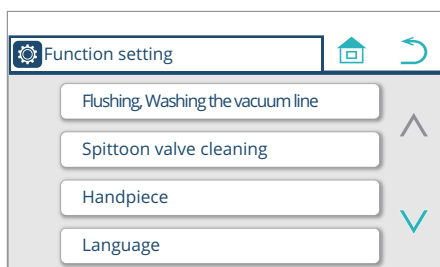 Function setting
Flushing, Washing the vacuum line
Spittoon valve cleaning
Handpiece
Language